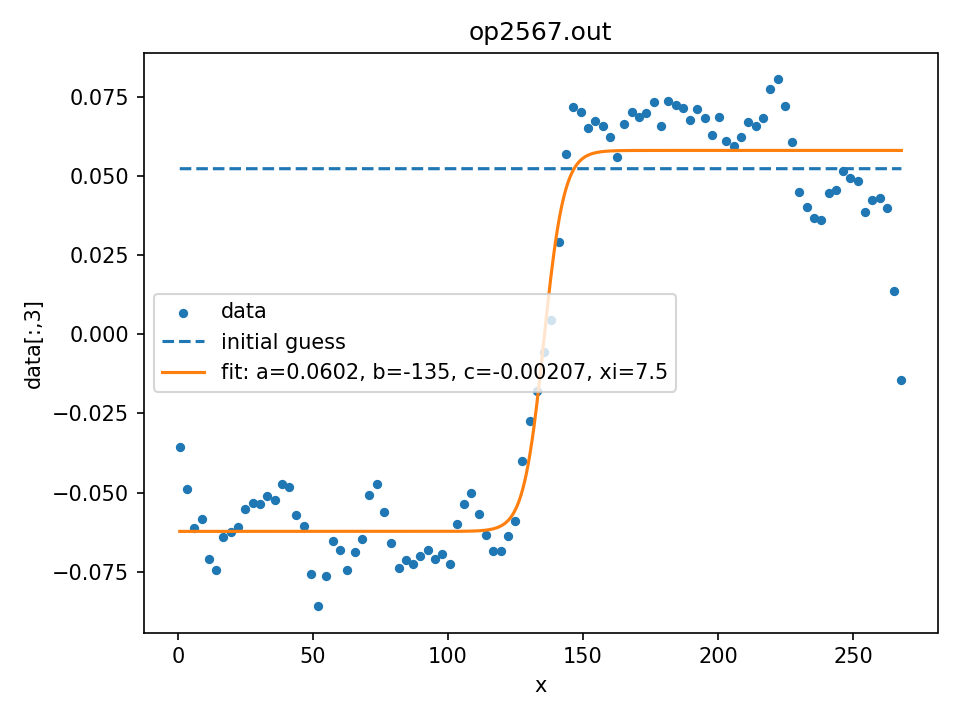 op2567.out
0.075
0.050
0.025
0.000
−0.025
−0.050
−0.075
data[:,3]
data
initial guess
fit: a=0.0602, b=-135, c=-0.00207, xi=7.5
0 50 100 150 200 250
x